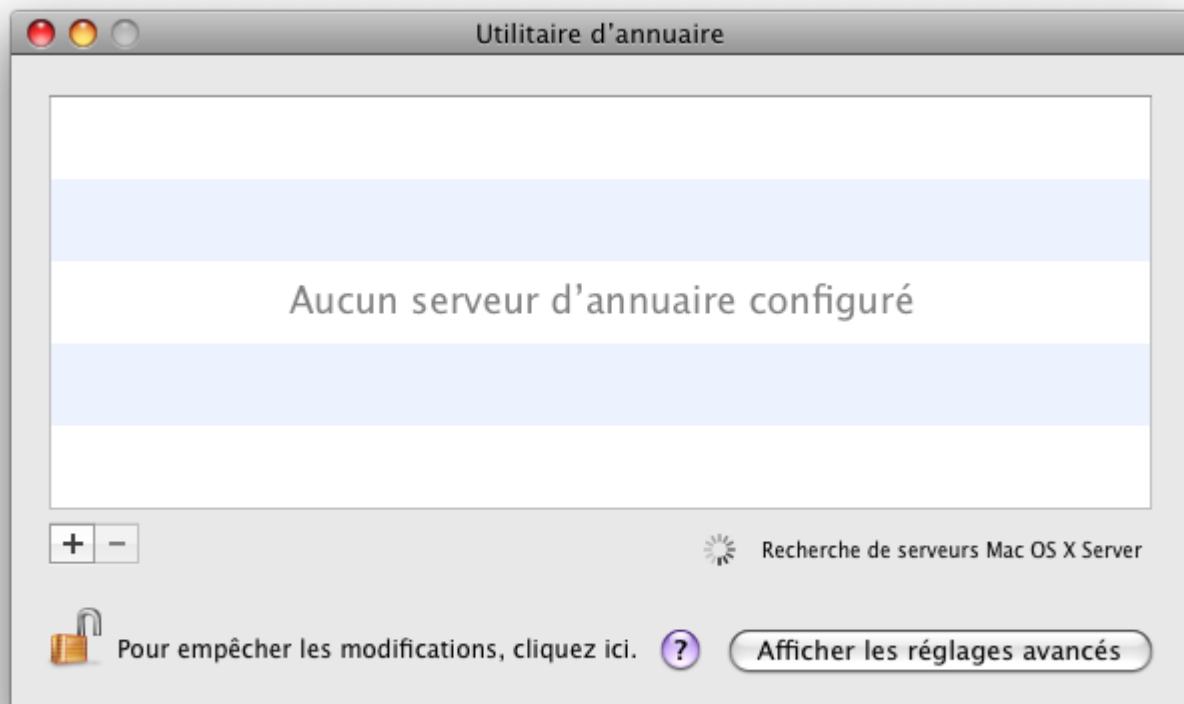 Utilitaire d’annuaire
Aucun serveur d’annuaire configuré
Recherche de serveurs Mac OS X Server
Pour empêcher les modifications, cliquez ici.
?
Afficher les réglages avancés